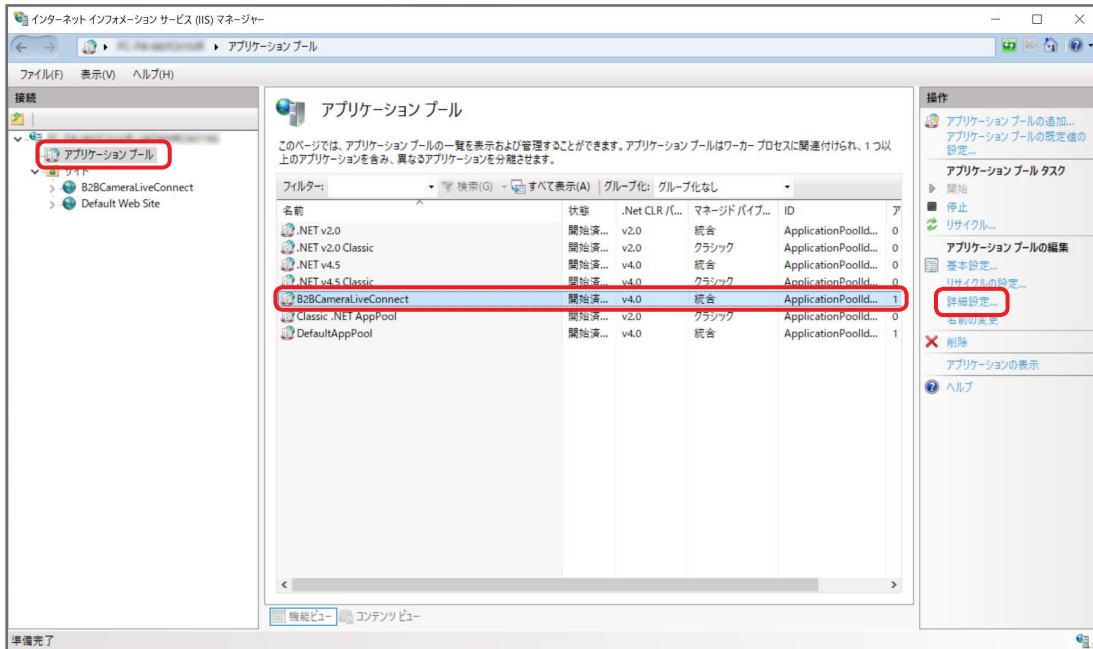 インターネット インフォメーション サービス (IIS) マネージャー
アプリケーション プール
ファイル(F) 表示(V) ヘルプ(H)
接続
アプリケーション プール
サイト
B2BCameraLiveConnect
Default Web Site
アプリケーション プール
このページでは、アプリケーション プールの一覧を表示および管理することができます。アプリケーション プールはワーカー プロセスに関連付けられ、1 つ以
上のアプリケーションを含み、異なるアプリケーションを分離させます。
フィルター: 検索(G) すべて表示(A) グループ化: グループ化なし
名前 状態 .Net CLR バ... マネージド パイプ... ID ア
.NET v2.0 開始済... v2.0 統合 ApplicationPoolId... 0
.NET v2.0 Classic 開始済... v2.0 クラシック ApplicationPoolId... 0
.NET v4.5 開始済... v4.0 統合 ApplicationPoolId... 0
.NET v4.5 Classic 開始済... v4.0 クラシック ApplicationPoolId... 0
B2BCameraLiveConnect 開始済... v4.0 統合 ApplicationPoolId... 1
Classic .NET AppPool 開始済... v2.0 クラシック ApplicationPoolId... 0
DefaultAppPool 開始済... v4.0 統合 ApplicationPoolId... 1
機能ビュー コンテンツ ビュー
操作
アプリケーション プールの追加...
アプリケーション プールの既定値の
設定...
アプリケーション プール タスク
開始
停止
リサイクル...
アプリケーション プールの編集
基本設定...
リサイクルの設定...
詳細設定...
名前の変更
削除
アプリケーションの表示
ヘルプ
準備完了